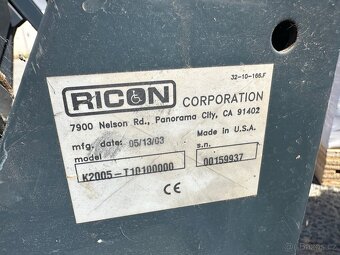 32-10-166.F
RICON CORPORATION
7900 Nelson Rd., Panorama City, CA 91402
mfg. date: 05/13/03 Made in U.S.A.
model s.n.
K2005-T10100000 00159937
CE